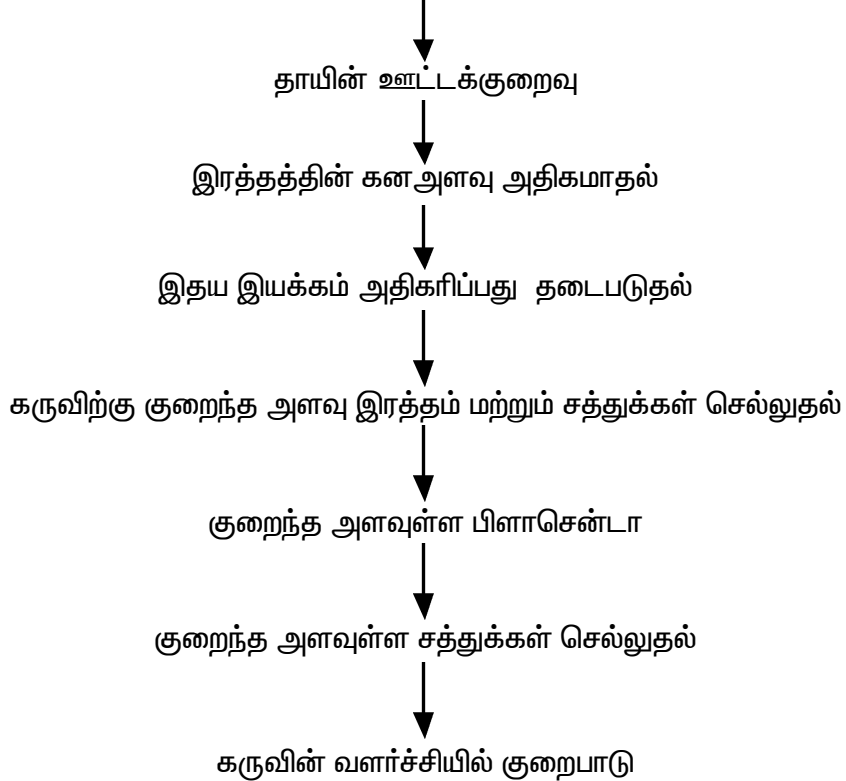 தாயின் ஊட்டக்குறைவு
இரத்தத்தின் கனஅளவு அதிகமாதல்
இதய இயக்கம் அதிகரிப்பது தடைபடுதல்
கருவிற்கு குறைந்த அளவு இரத்தம் மற்றும் சத்துக்கள் செல்லுதல்
குறைந்த அளவுள்ள பிளாசென்டா
குறைந்த அளவுள்ள சத்துக்கள் செல்லுதல்
கருவின் வளர்ச்சியில் குறைபாடு